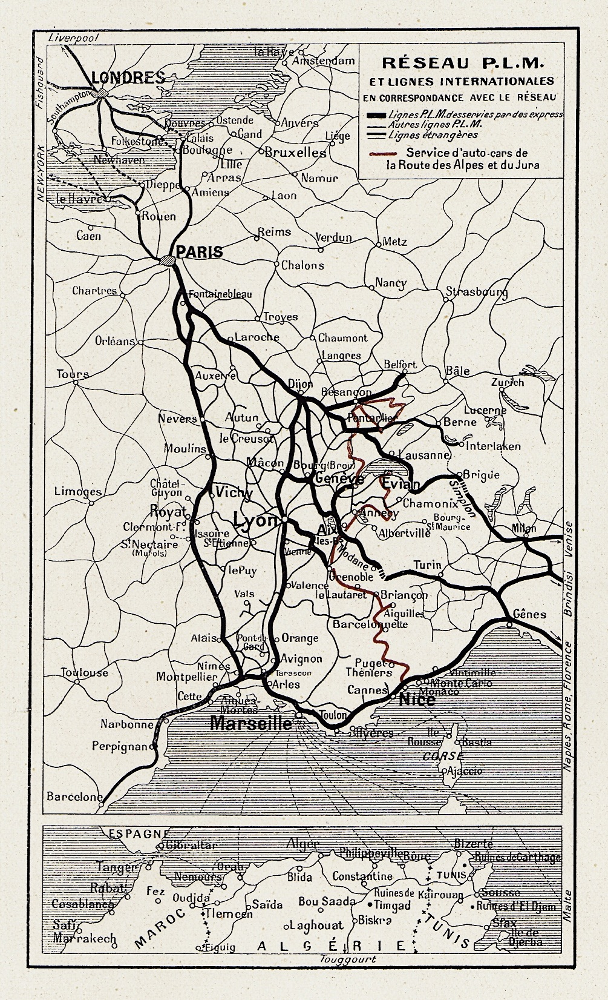 Liverpool
Fishguard
NEW-YORK
LONDRES
Southampton
la Haye
Amsterdam
RÉSEAU P.L.M.
ET LIGNES INTERNATIONALES
EN CORRESPONDANCE AVEC LE RÉSEAU
Lignes P.L.M. desservies par des express
Autres lignes P.L.M.
Lignes étrangères
Service d'auto-cars de
la Route des Alpes et du Jura
Douvres
Ostende
Anvers
Folkestone
Calais
Gand
Liége
Newhaven
Boulogne
Bruxelles
Lille
Dieppe
Arras
Namur
le Havre
Amiens
Laon
Rouen
Caen
Reims
Verdun
Metz
PARIS
Chalons
Chartres
Fontainebleau
Nancy
Strasbourg
Troyes
Orléans
Laroche
Chaumont
Langres
Tours
Auxerre
Belfort
Bâle
Dijon
Besançon
Zurich
Nevers
Autun
Pontarlier
Lucerne
Berne
le Creusot
Moulins
Interlaken
Lausanne
Mâcon
Bourg (Brou)
Genève
Evian
Brigue
Simplon
Limoges
Châtel-
Guyon
Vichy
Chamonix
Royat
Lyon
Annecy
Bourg-
St Maurice
Milan
Clermont-Fd
Issoire
St Etienne
Aix
les-Bs
Albertville
St Nectaire
(Murols)
Vienne
Modane
Venise
le Puy
Grenoble
Turin
Valence
le Lautaret
Briançon
Brindisi
Vals
Aiguilles
Gênes
Barcelonnette
Alais
Pont-du-
Gard
Orange
Avignon
Puget-
Théniers
Toulouse
Nîmes
Montpellier
Tarascon
Arles
Vintimille
Monte Carlo
Monaco
Cannes
Nice
Cette
Aigues-
Mortes
Marseille
Toulon
Hyères
Narbonne
Perpignan
Ile
Rousse
Bastia
CORSE
Ajaccio
Naples, Rome, Florence
Barcelone
ESPAGNE
Gibraltar
Alger
Philippeville
Bône
Bizerte
Ruines de Carthage
Tanger
Oran
Nemours
Blida
Constantine
TUNIS
Rabat
Fez
Oudjda
Ruines de
Timgad
Kairouan
Sousse
Casablanca
Tlemcen
Saïda
Bou Saada
Ruines d'El Djem
Safi
Marrakech
MAROC
Laghouat
Biskra
TUNIS
Sfax
Ile de
Djerba
Figuig
ALGÉRIE
Malte
Touggourt